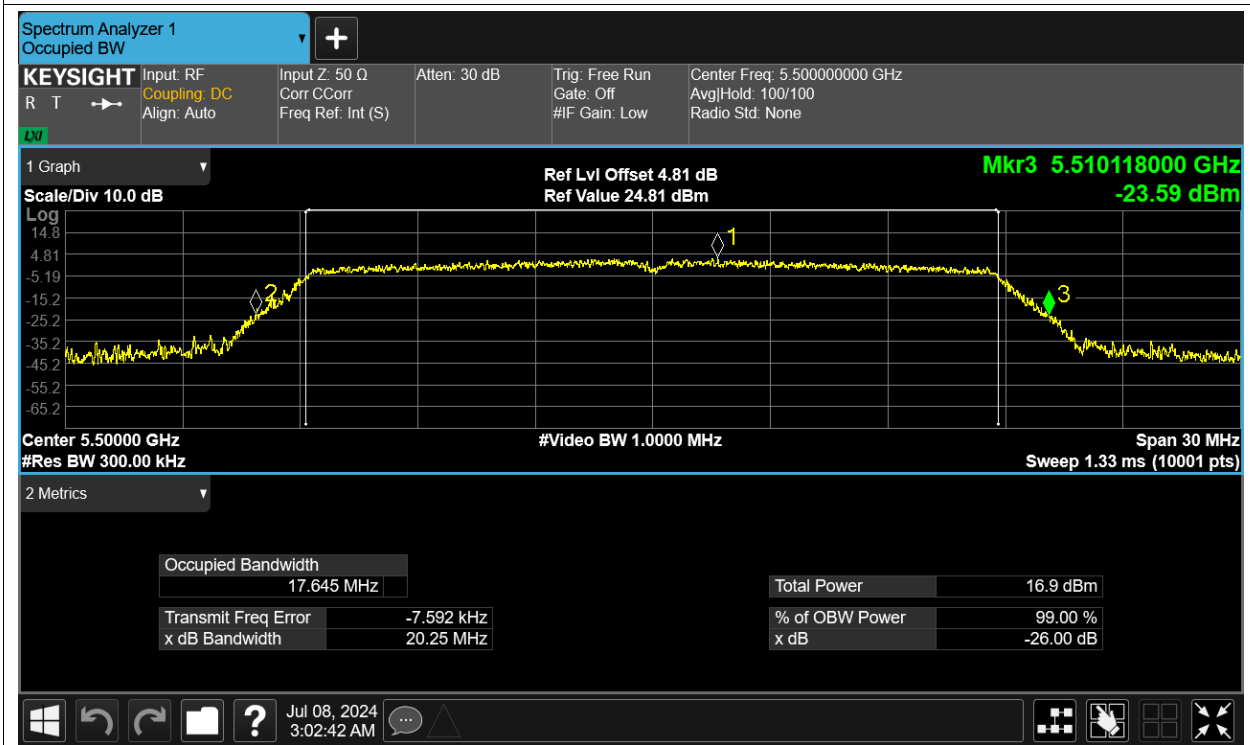 Spectrum Analyzer 1
Occupied BW
KEYSIGHT
R T
LXI
Input: RF
Coupling: DC
Align: Auto
Input Z: 50 Ω
Corr CCorr
Freq Ref: Int (S)
Atten: 30 dB
Trig: Free Run
Gate: Off
#IF Gain: Low
Center Freq: 5.500000000 GHz
Avg|Hold: 100/100
Radio Std: None
1 Graph
Scale/Div 10.0 dB
Ref Lvl Offset 4.81 dB
Ref Value 24.81 dBm
Mkr3 5.510118000 GHz
-23.59 dBm
Log
14.8
4.81
-5.19
-15.2
-25.2
-35.2
-45.2
-55.2
-65.2
1
2
3
Center 5.50000 GHz
#Res BW 300.00 kHz
#Video BW 1.0000 MHz
Span 30 MHz
Sweep 1.33 ms (10001 pts)
2 Metrics
Occupied Bandwidth
17.645 MHz
Transmit Freq Error -7.592 kHz
x dB Bandwidth 20.25 MHz
Total Power 16.9 dBm
% of OBW Power 99.00 %
x dB -26.00 dB
?
Jul 08, 2024
3:02:42 AM